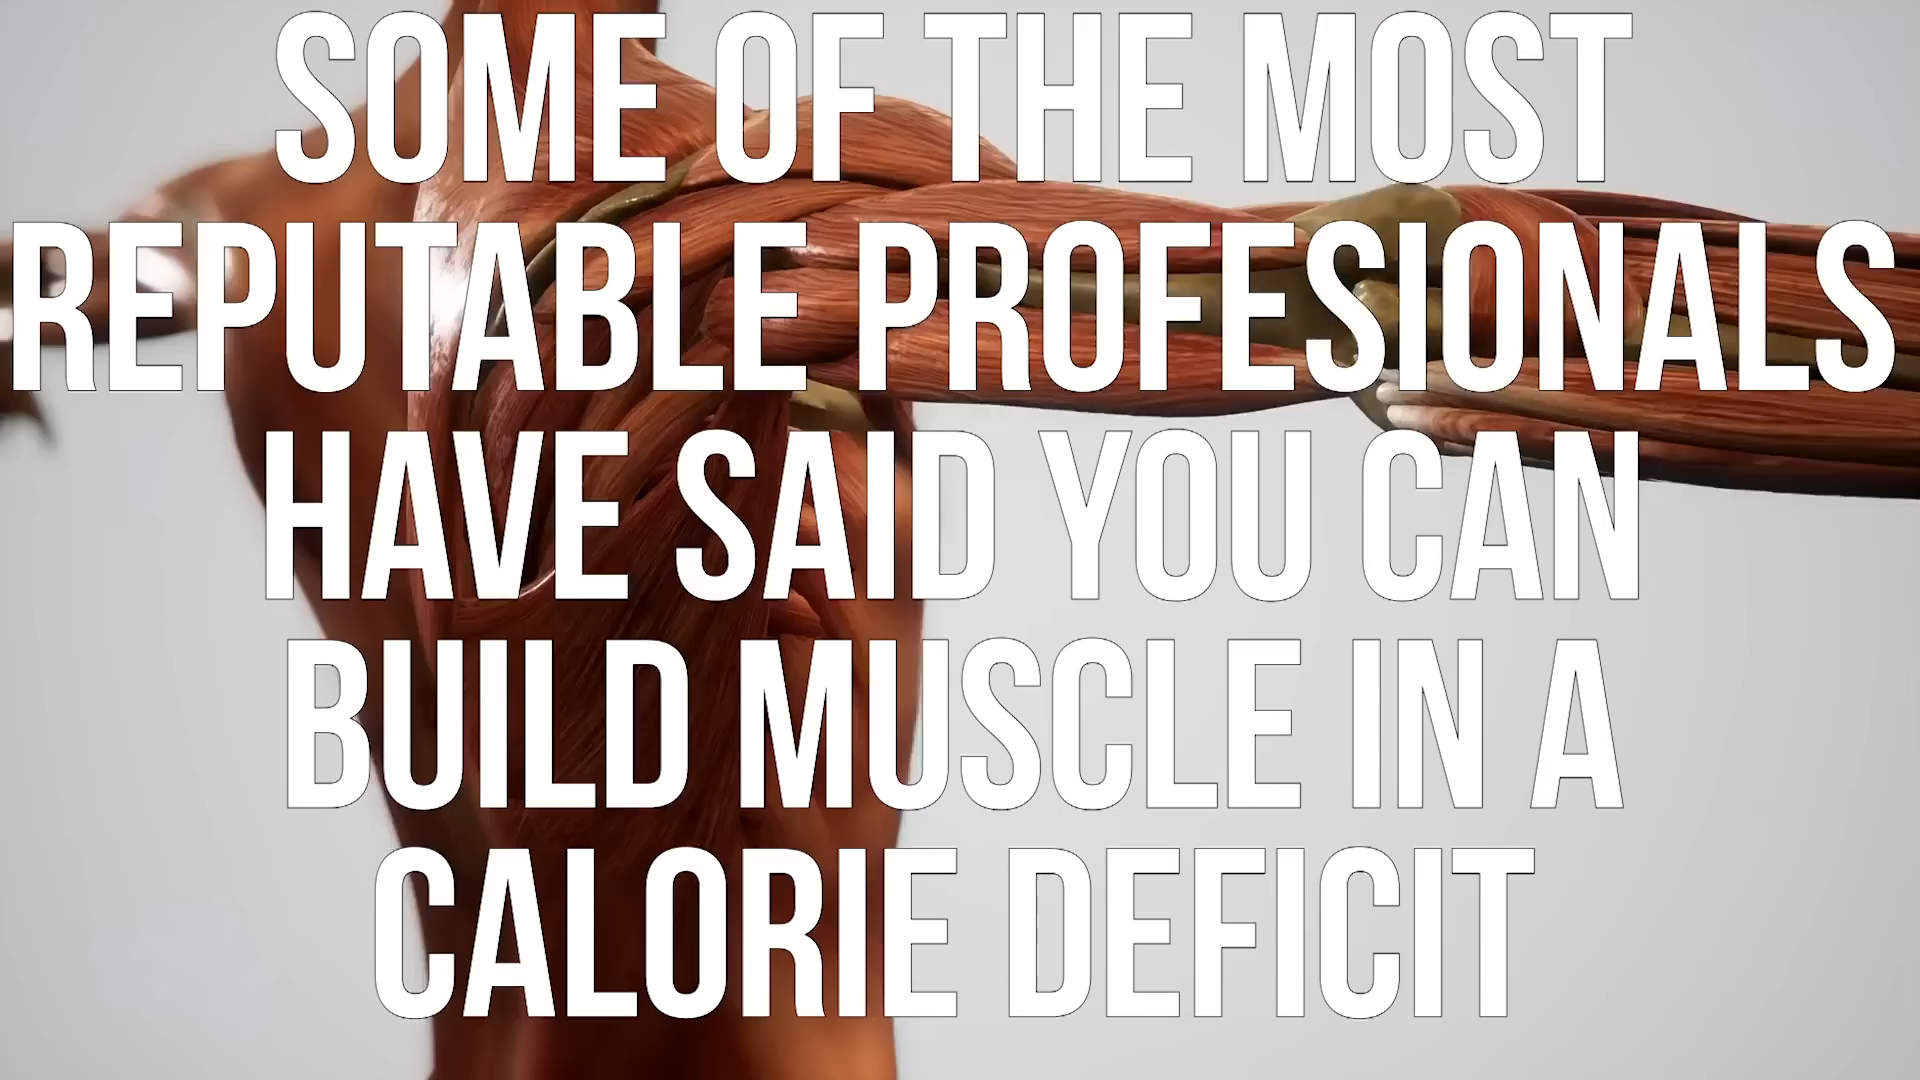 SOME OF THE MOST
REPUTABLE PROFESIONALS
HAVE SAID YOU CAN
BUILD MUSCLE IN A
CALORIE DEFICIT